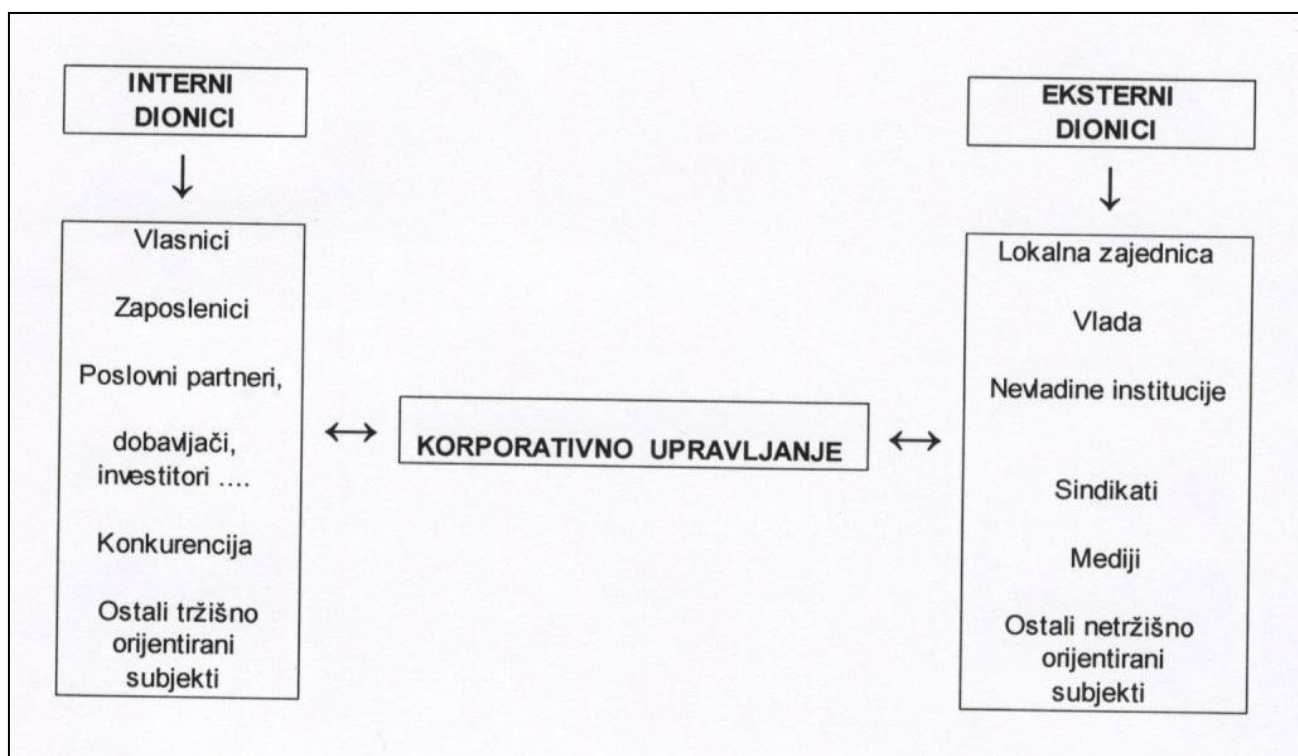 INTERNI
DIONICI
Vlasnici
Zaposlenici
Poslovni partneri,
dobavljači,
investitori ....
Konkurencija
Ostali tržišno
orijentirani
subjekti
KORPORATIVNO UPRAVLJANJE
EKSTERNI
DIONICI
Lokalna zajednica
Vlada
Nevladine institucije
Sindikati
Mediji
Ostali netržišno
orijentirani
subjekti